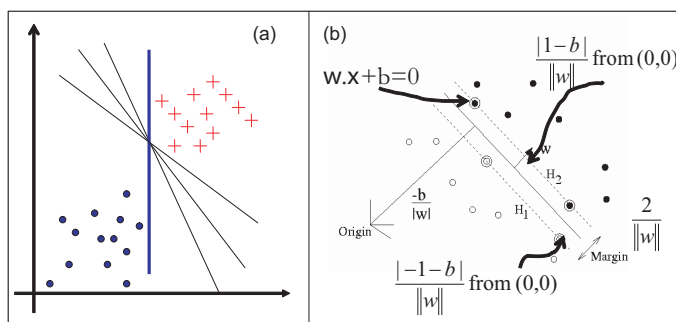 (a)
(b)
w.x+b=0
|1−b| / ‖w‖ from (0,0)
w
H2
-b / |w|
Origin
H1
2 / ‖w‖
Margin
|−1−b| / ‖w‖ from (0,0)